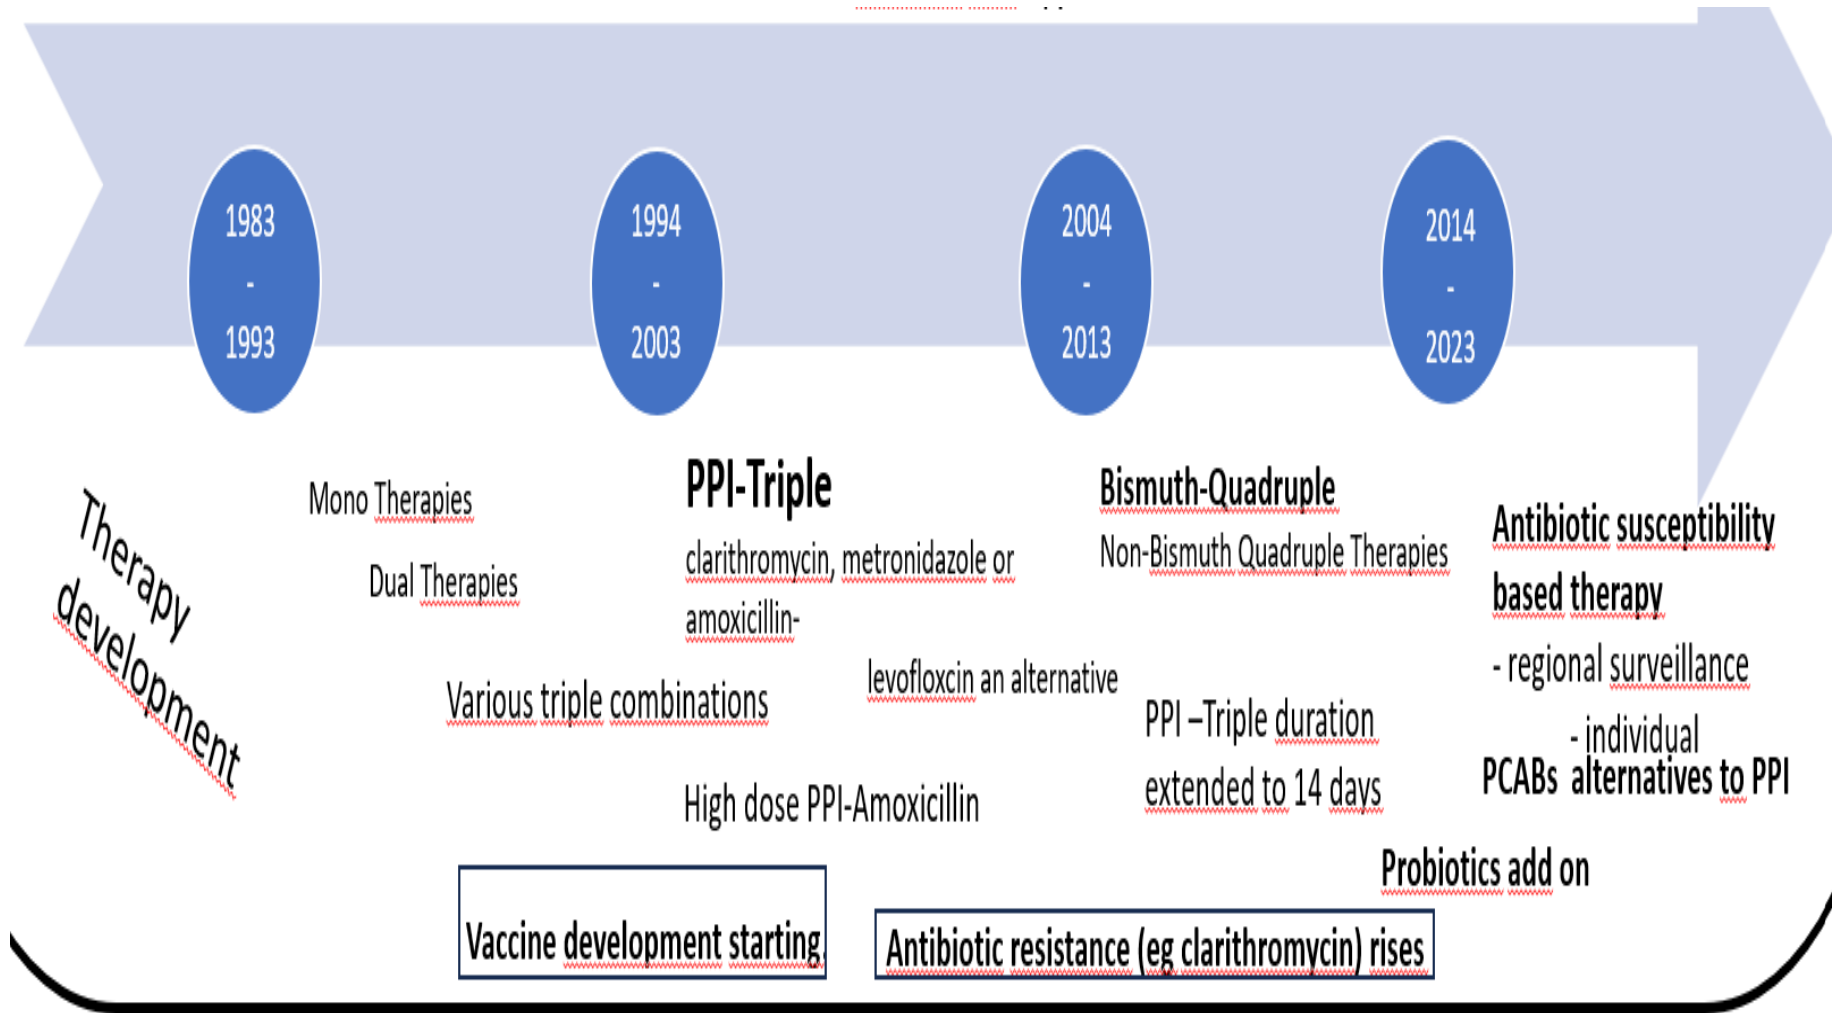 1983
-
1993
1994
-
2003
2004
-
2013
2014
-
2023
Therapy
development
Mono Therapies
Dual Therapies
Various triple combinations
PPI-Triple
clarithromycin, metronidazole or
amoxicillin-
levofloxcin an alternative
High dose PPI-Amoxicillin
Bismuth-Quadruple
Non-Bismuth Quadruple Therapies
PPI –Triple duration
extended to 14 days
Antibiotic susceptibility
based therapy
- regional surveillance
- individual
PCABs alternatives to PPI
Probiotics add on
Vaccine development starting
Antibiotic resistance (eg clarithromycin) rises